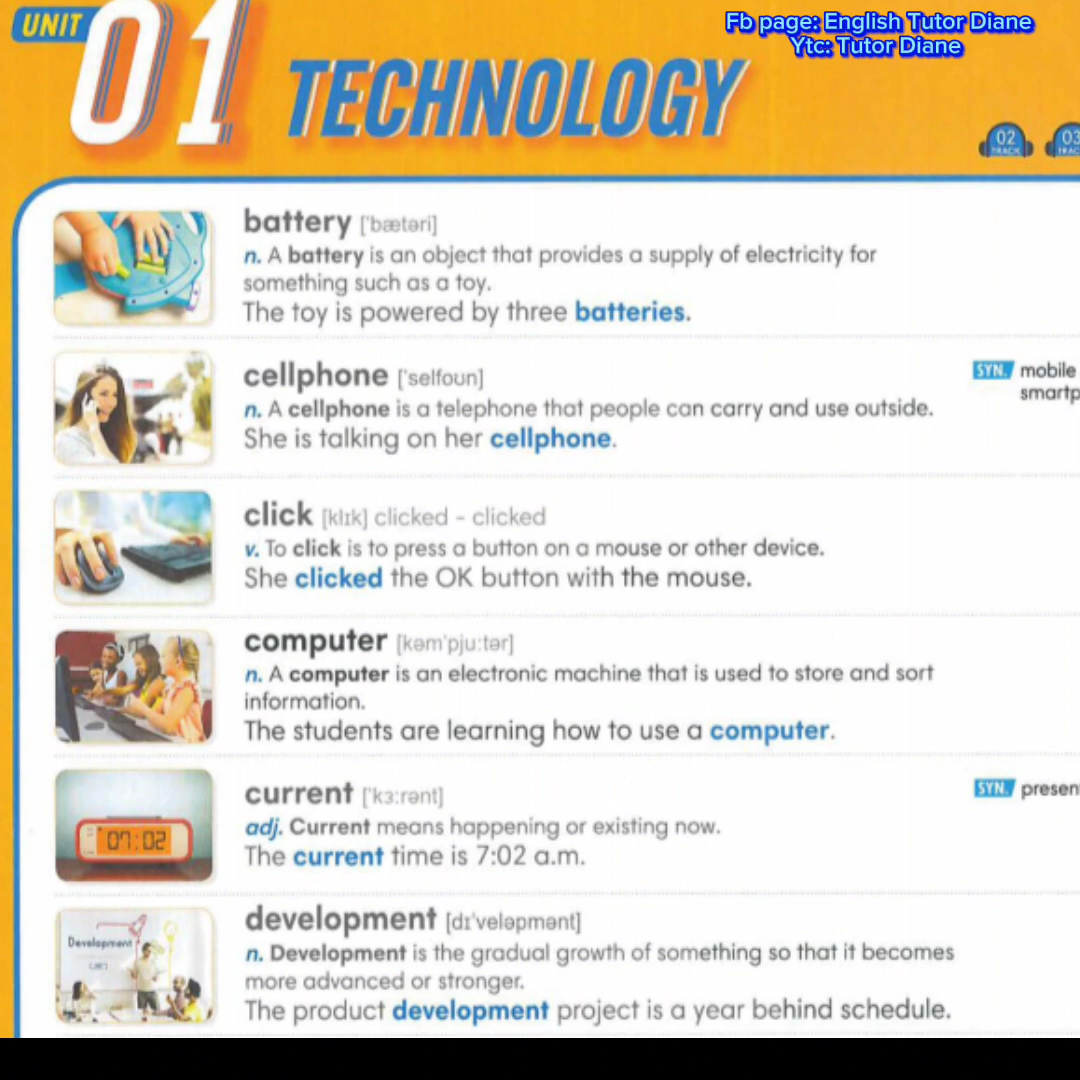 UNIT
01 TECHNOLOGY
Fb page: English Tutor Diane
Ytc: Tutor Diane
02
TRACK
03
battery ['bætəri]
n. A battery is an object that provides a supply of electricity for
something such as a toy.
The toy is powered by three batteries.
cellphone ['selfoun]
n. A cellphone is a telephone that people can carry and use outside.
She is talking on her cellphone.
SYN. mobile
smartp
click [klɪk] clicked - clicked
v. To click is to press a button on a mouse or other device.
She clicked the OK button with the mouse.
computer [kəm'pju:tər]
n. A computer is an electronic machine that is used to store and sort
information.
The students are learning how to use a computer.
07:02
current ['kɜ:rənt]
adj. Current means happening or existing now.
The current time is 7:02 a.m.
SYN. present
Development
development [dɪ'veləpmənt]
n. Development is the gradual growth of something so that it becomes
more advanced or stronger.
The product development project is a year behind schedule.